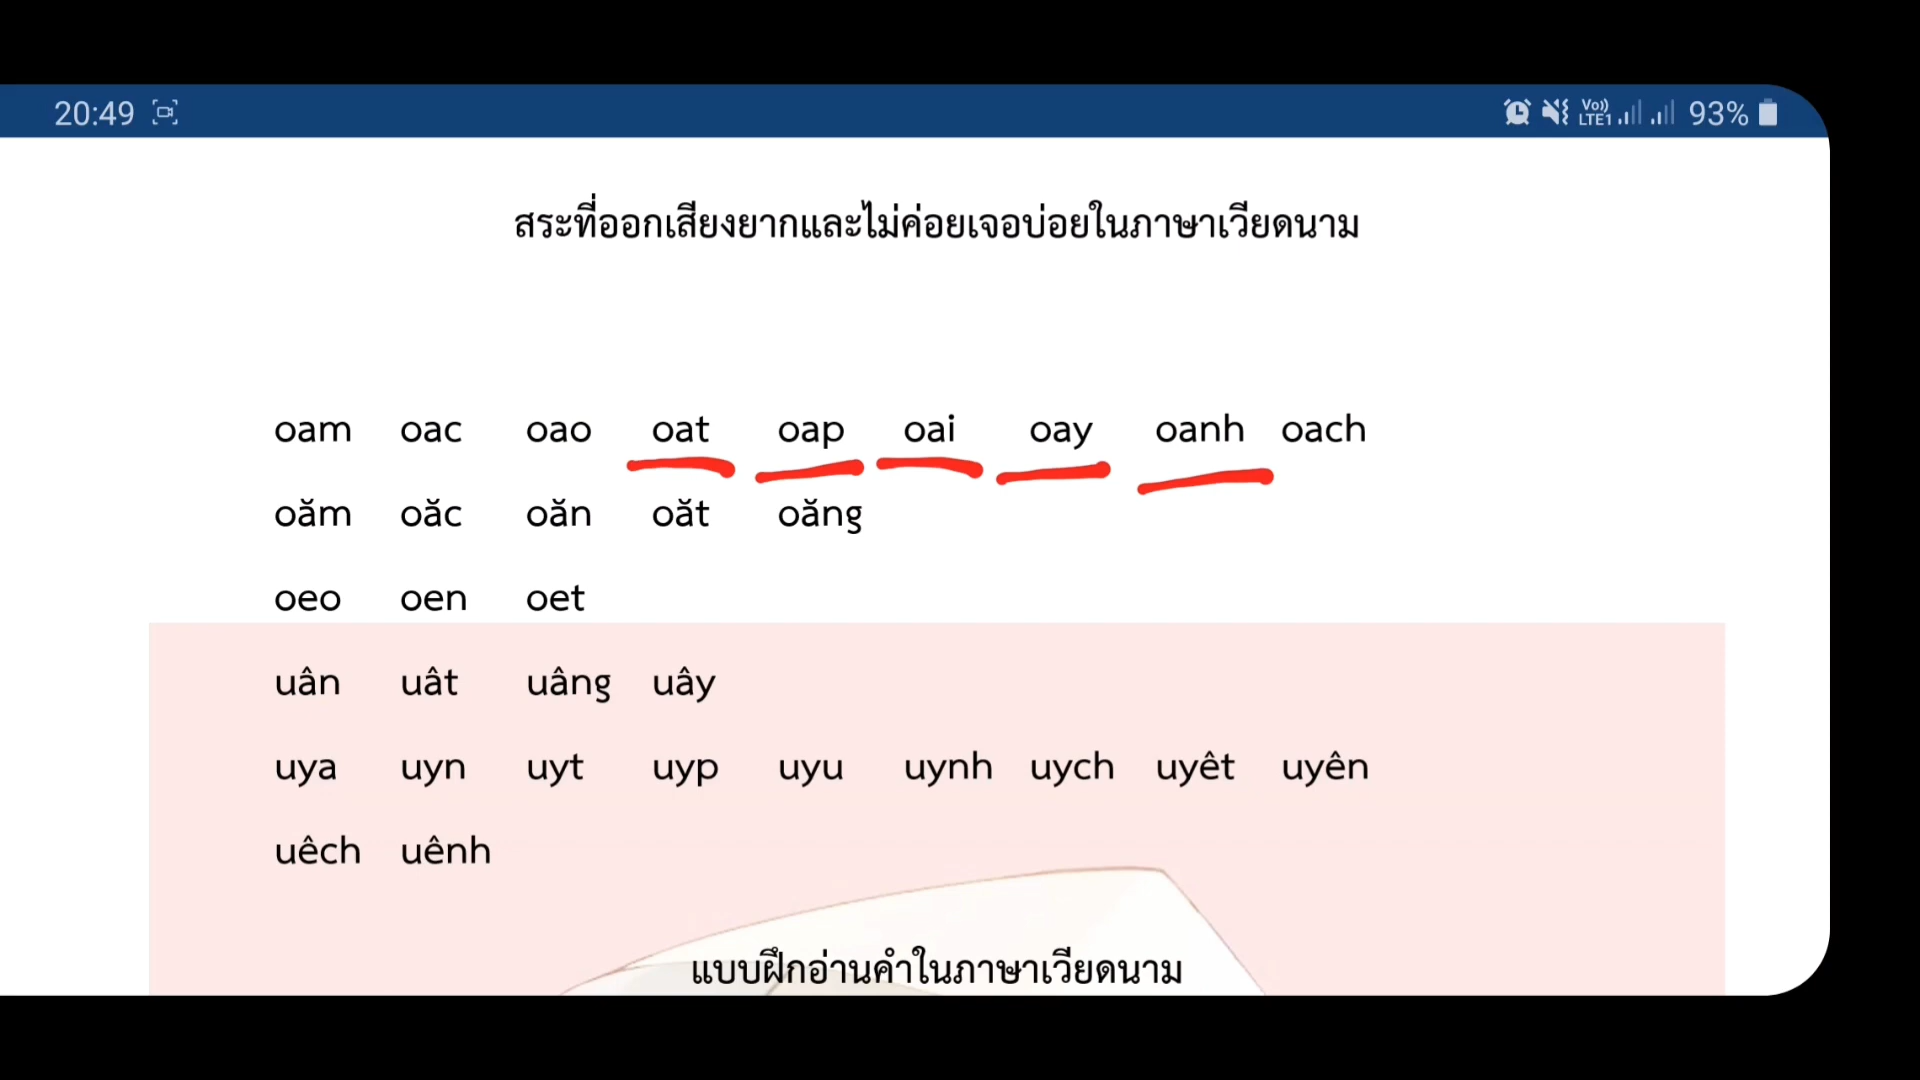 20:49 Vo)) LTE1 93%
สระที่ออกเสียงยากและไม่ค่อยเจอบ่อยในภาษาเวียดนาม
oam oac oao oat oap oai oay oanh oach
oăm oăc oăn oăt oăng
oeo oen oet
uân uât uâng uây
uya uyn uyt uyp uyu uynh uych uyêt uyên
uêch uênh
แบบฝึกอ่านคำในภาษาเวียดนาม